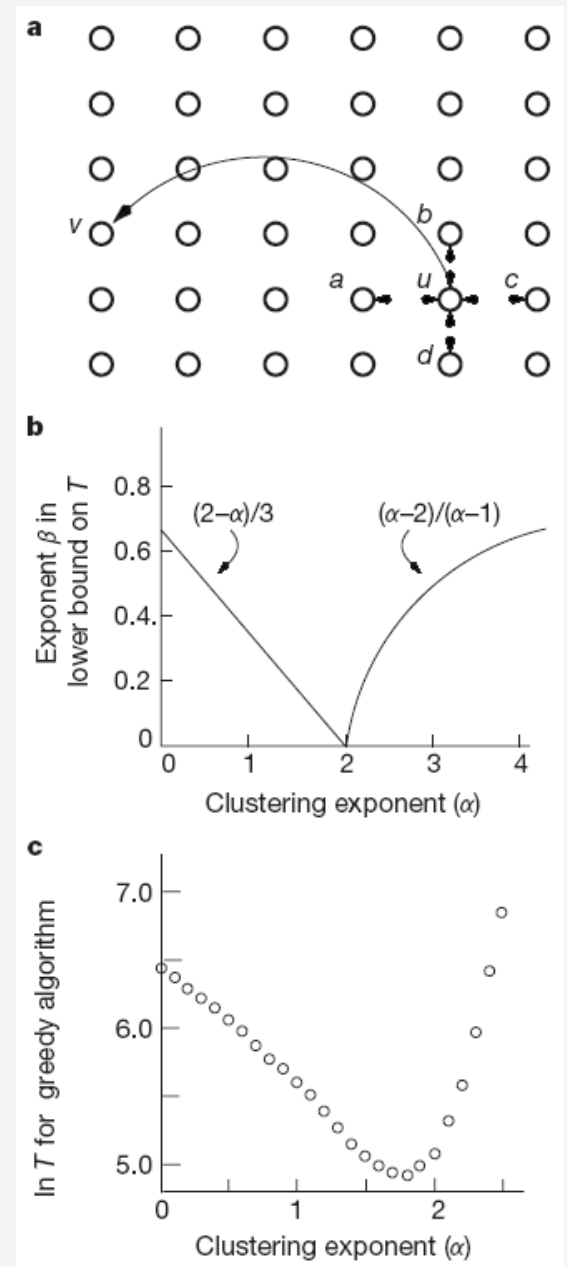 a
v
b
a
u
c
d
b
Exponent β in
lower bound on T
0.8
0.6
0.4
0.2
0
(2–α)/3
(α–2)/(α–1)
0 1 2 3 4
Clustering exponent (α)
c
ln T for greedy algorithm
7.0
6.0
5.0
0 1 2
Clustering exponent (α)